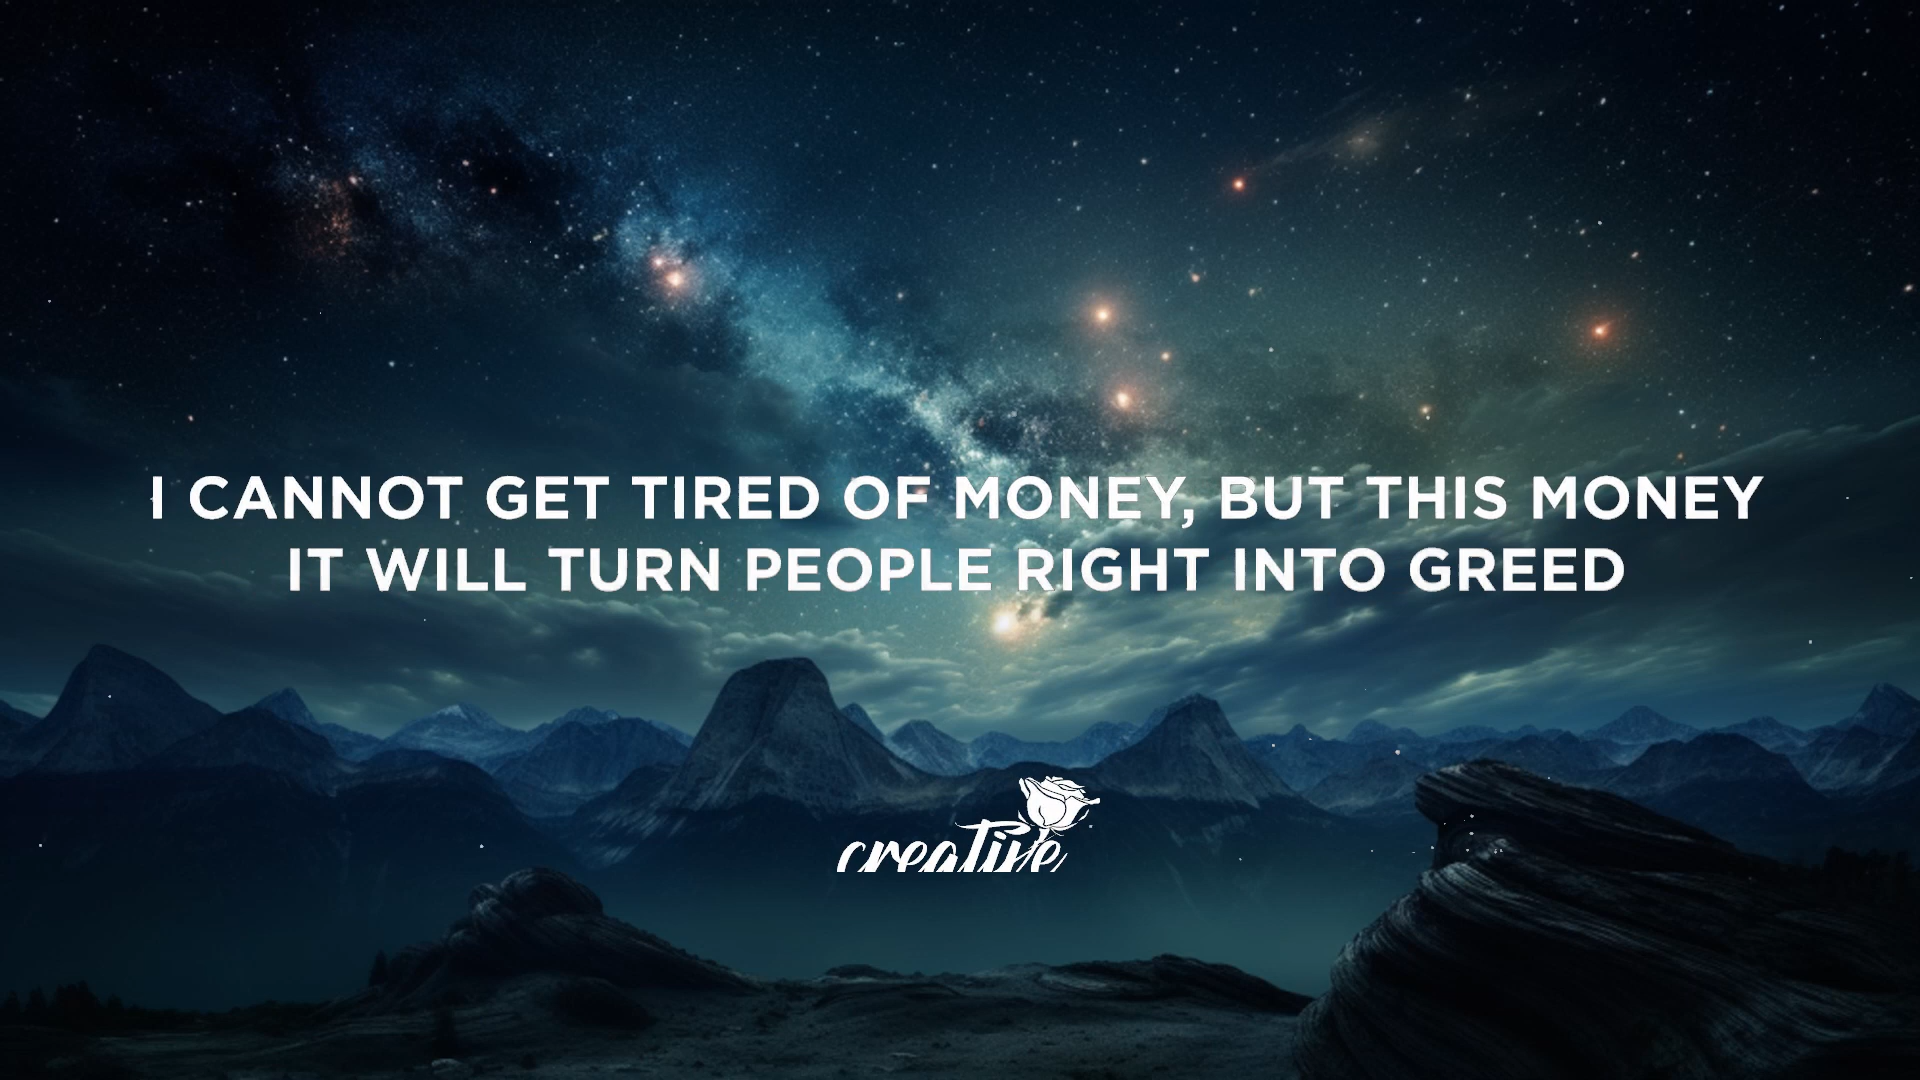 I CANNOT GET TIRED OF MONEY, BUT THIS MONEY
IT WILL TURN PEOPLE RIGHT INTO GREED
creative